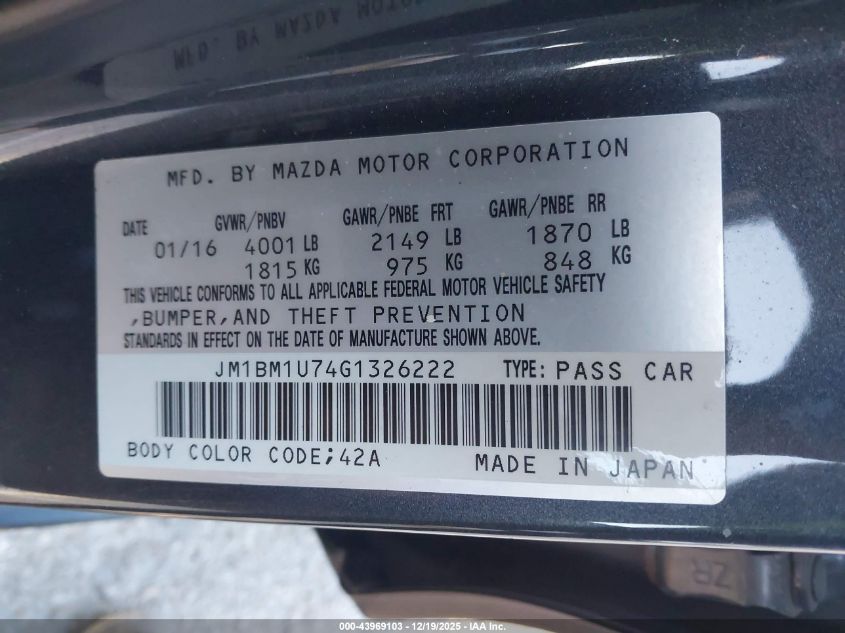 MFD. BY MAZDA MOTOR CORPORATION
DATE GVWR/PNBV GAWR/PNBE FRT GAWR/PNBE RR
01/16 4001 LB 2149 LB 1870 LB
1815 KG 975 KG 848 KG
THIS VEHICLE CONFORMS TO ALL APPLICABLE FEDERAL MOTOR VEHICLE SAFETY
,BUMPER,AND THEFT PREVENTION
STANDARDS IN EFFECT ON THE DATE OF MANUFACTURE SHOWN ABOVE.
JM1BM1U74G1326222 TYPE: PASS CAR
BODY COLOR CODE;42A MADE IN JAPAN
ZR
000-43969103 - 12/19/2025 - IAA Inc.